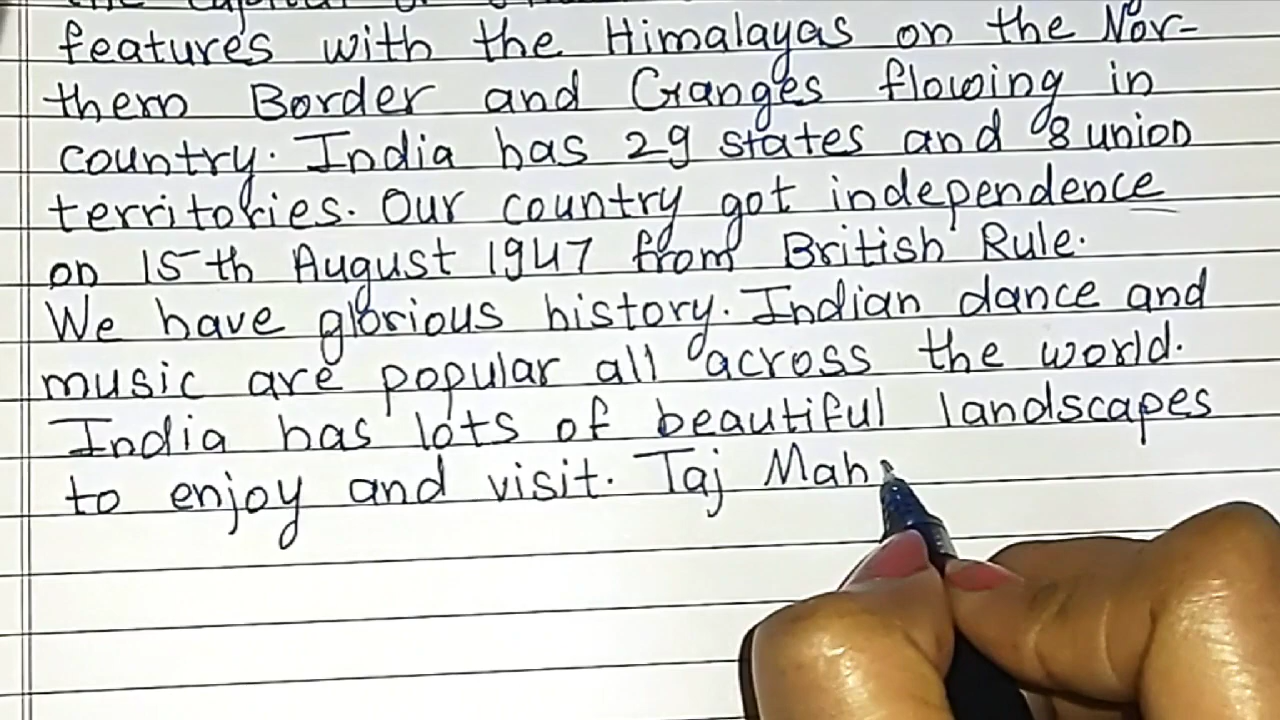 the capital of
features with the Himalayas on the Nor-
thern Border and Ganges flowing in
country. India has 29 states and 8 union
territories. Our country got independence
on 15th August 1947 from British Rule.
We have glorious history. Indian dance and
music are popular all across the world.
India has lots of beautiful landscapes
to enjoy and visit. Taj Mah